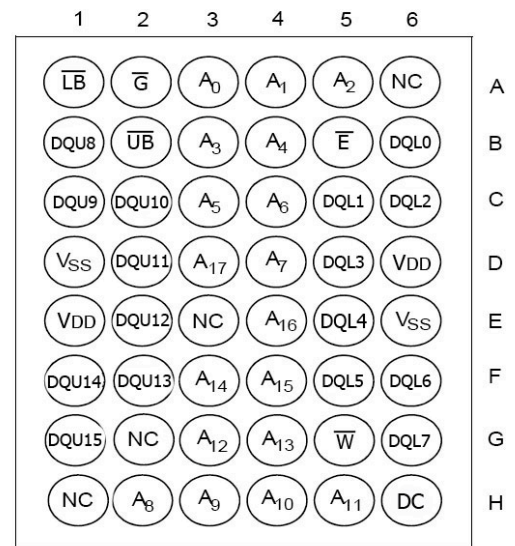 1 2 3 4 5 6
L̅B̅ G̅ A₀ A₁ A₂ NC A
DQU8 U̅B̅ A₃ A₄ E̅ DQL0 B
DQU9 DQU10 A₅ A₆ DQL1 DQL2 C
VSS DQU11 A₁₇ A₇ DQL3 VDD D
VDD DQU12 NC A₁₆ DQL4 VSS E
DQU14 DQU13 A₁₄ A₁₅ DQL5 DQL6 F
DQU15 NC A₁₂ A₁₃ W̅ DQL7 G
NC A₈ A₉ A₁₀ A₁₁ DC H